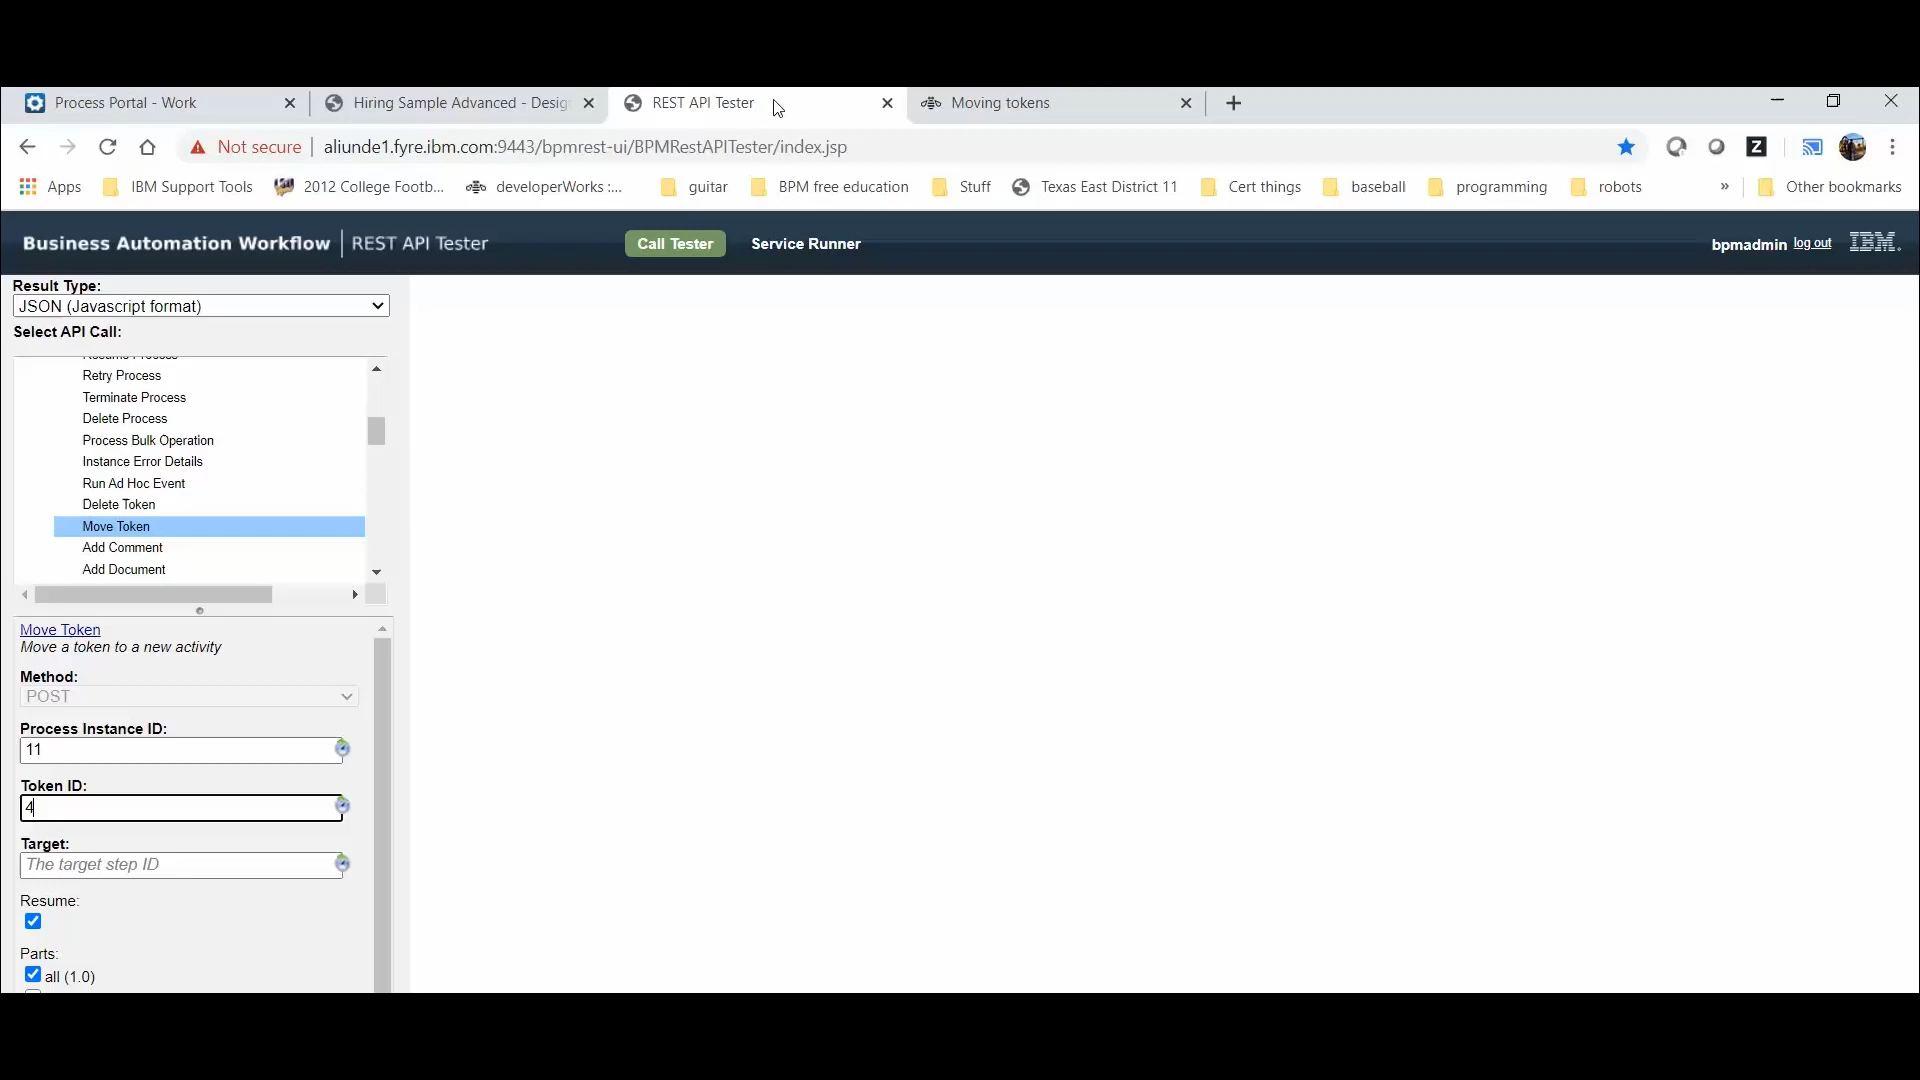 Process Portal - Work
Hiring Sample Advanced - Desig
REST API Tester
Moving tokens
Not secure
aliunde1.fyre.ibm.com:9443/bpmrest-ui/BPMRestAPITester/index.jsp
Apps
IBM Support Tools
2012 College Footb...
developerWorks :...
guitar
BPM free education
Stuff
Texas East District 11
Cert things
baseball
programming
robots
»
Other bookmarks
Business Automation Workflow | REST API Tester
Call Tester
Service Runner
bpmadmin log out
IBM.
Result Type:
JSON (Javascript format)
Select API Call:
Resume Process
Retry Process
Terminate Process
Delete Process
Process Bulk Operation
Instance Error Details
Run Ad Hoc Event
Delete Token
Move Token
Add Comment
Add Document
Move Token
Move a token to a new activity
Method:
POST
Process Instance ID:
11
Token ID:
4
Target:
The target step ID
Resume:
Parts:
all (1.0)